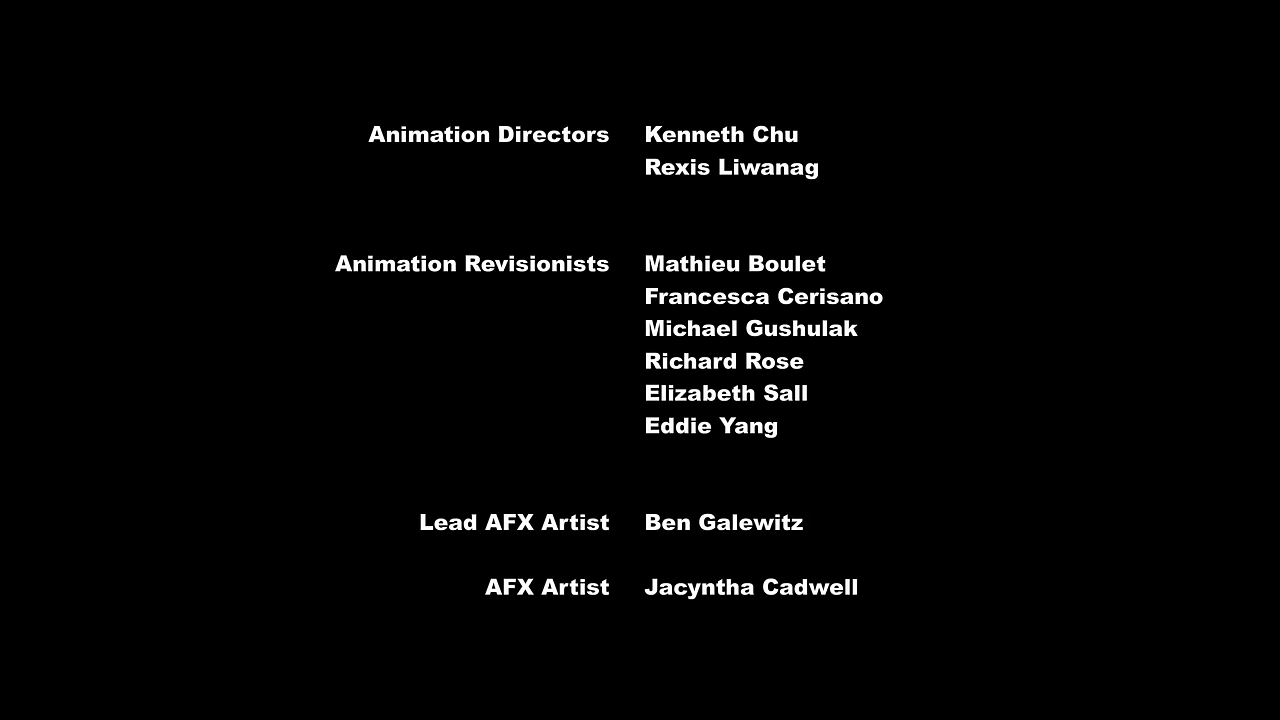 Animation Directors Kenneth Chu
Rexis Liwanag
Animation Revisionists Mathieu Boulet
Francesca Cerisano
Michael Gushulak
Richard Rose
Elizabeth Sall
Eddie Yang
Lead AFX Artist Ben Galewitz
AFX Artist Jacyntha Cadwell